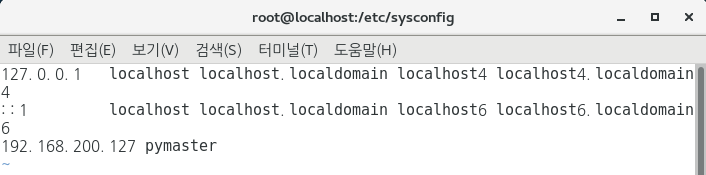 root@localhost:/etc/sysconfig
파일(F) 편집(E) 보기(V) 검색(S) 터미널(T) 도움말(H)
127.0.0.1   localhost localhost.localdomain localhost4 localhost4.localdomain
4
::1         localhost localhost.localdomain localhost6 localhost6.localdomain
6
192.168.200.127 pymaster
~